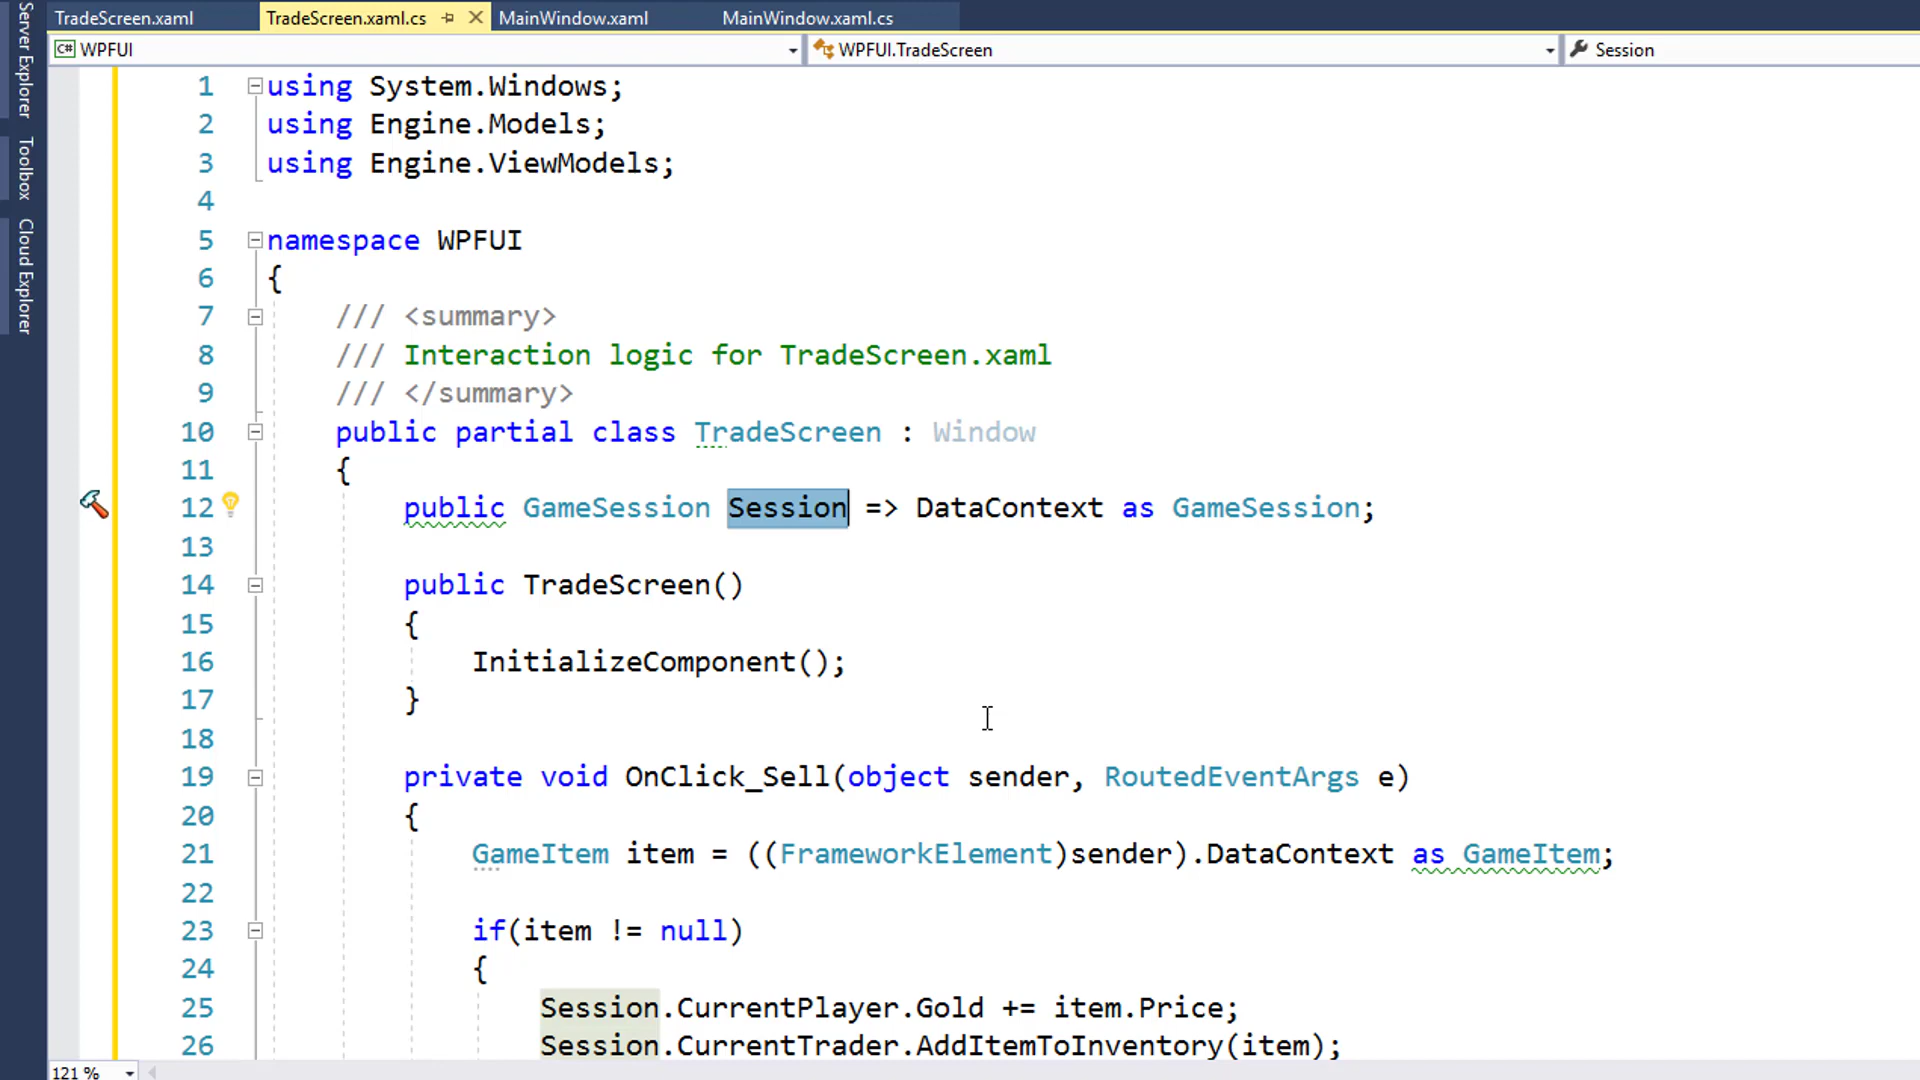 TradeScreen.xaml TradeScreen.xaml.cs MainWindow.xaml MainWindow.xaml.cs
C# WPFUI WPFUI.TradeScreen Session
Server Explorer
Toolbox
Cloud Explorer
1 using System.Windows;
2 using Engine.Models;
3 using Engine.ViewModels;
4
5 namespace WPFUI
6 {
7 /// <summary>
8 /// Interaction logic for TradeScreen.xaml
9 /// </summary>
10 public partial class TradeScreen : Window
11 {
12 public GameSession Session => DataContext as GameSession;
13
14 public TradeScreen()
15 {
16 InitializeComponent();
17 }
18
19 private void OnClick_Sell(object sender, RoutedEventArgs e)
20 {
21 GameItem item = ((FrameworkElement)sender).DataContext as GameItem;
22
23 if(item != null)
24 {
25 Session.CurrentPlayer.Gold += item.Price;
26 Session.CurrentTrader.AddItemToInventory(item);
121 %